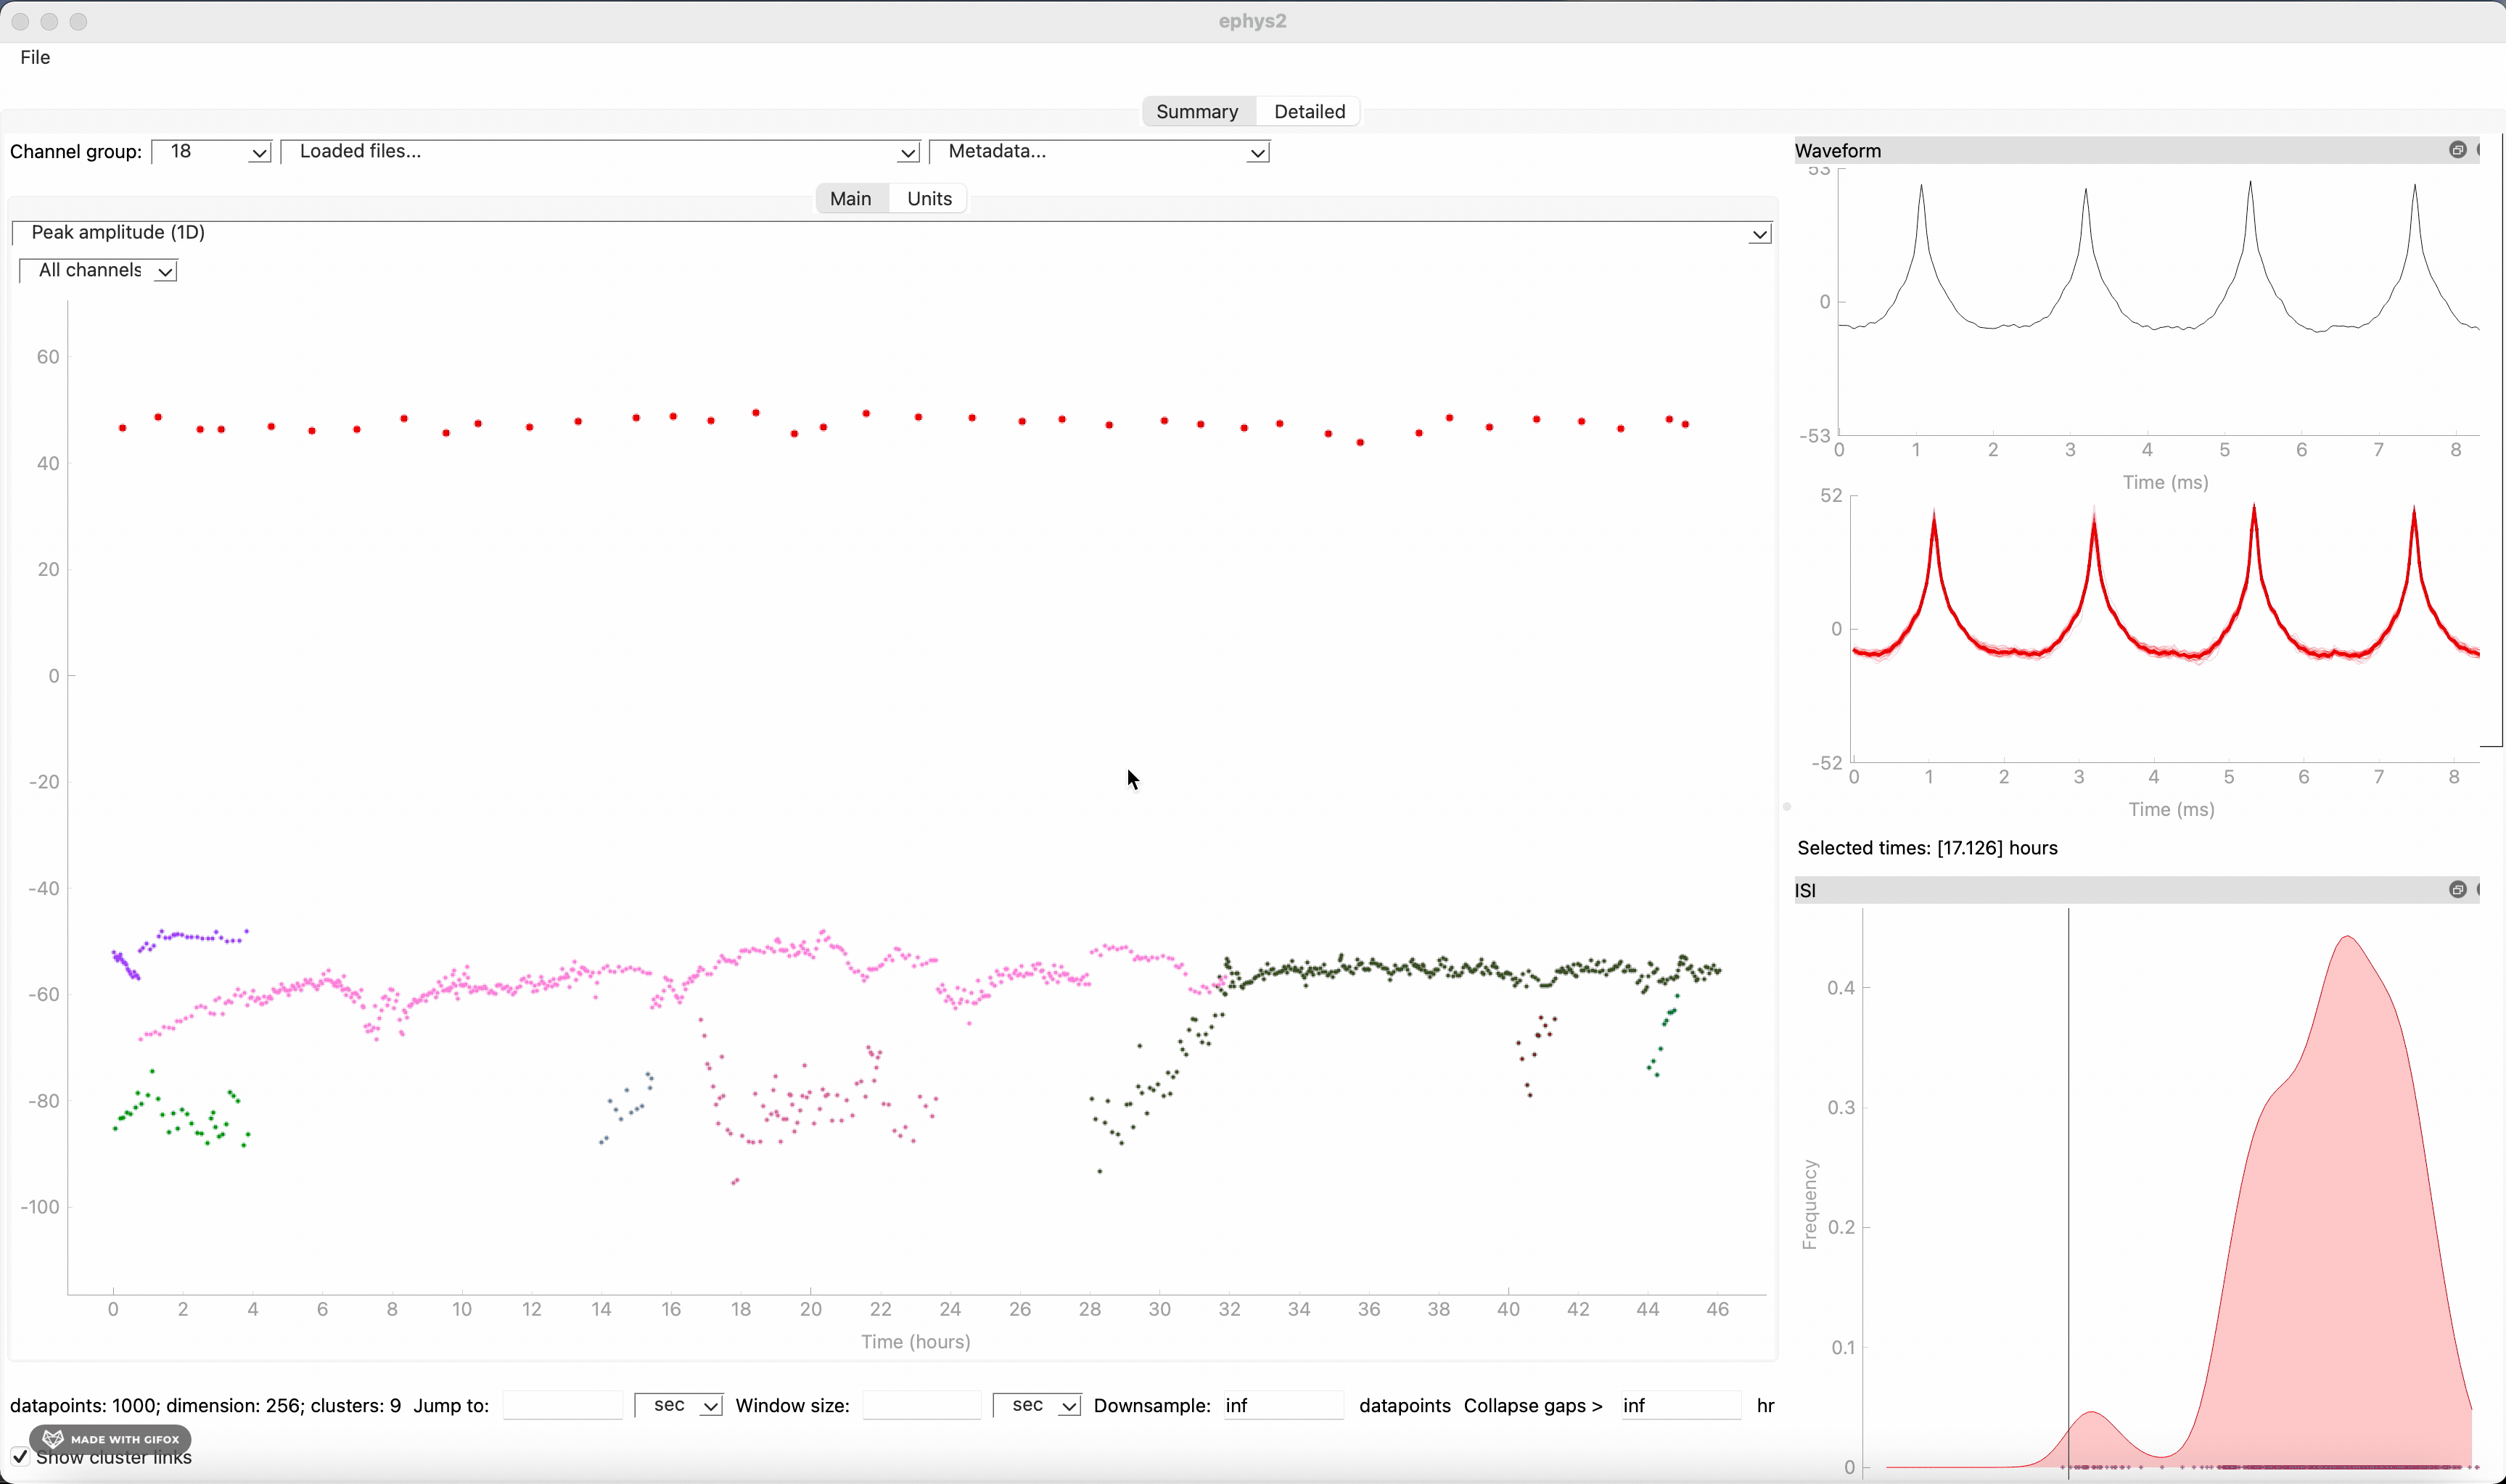 ephys2
File
Summary Detailed
Channel group: 18 Loaded files... Metadata...
Main Units
Peak amplitude (1D)
All channels
60
40
20
0
-20
-40
-60
-80
-100
0 2 4 6 8 10 12 14 16 18 20 22 24 26 28 30 32 34 36 38 40 42 44 46
Time (hours)
Waveform
53
0
-53
0 1 2 3 4 5 6 7 8
Time (ms)
52
0
-52
0 1 2 3 4 5 6 7 8
Time (ms)
Selected times: [17.126] hours
ISI
Frequency
0.4
0.3
0.2
0.1
0
datapoints: 1000; dimension: 256; clusters: 9 Jump to: sec Window size: sec Downsample: inf datapoints Collapse gaps > inf hr
MADE WITH GIFOX
Show cluster links